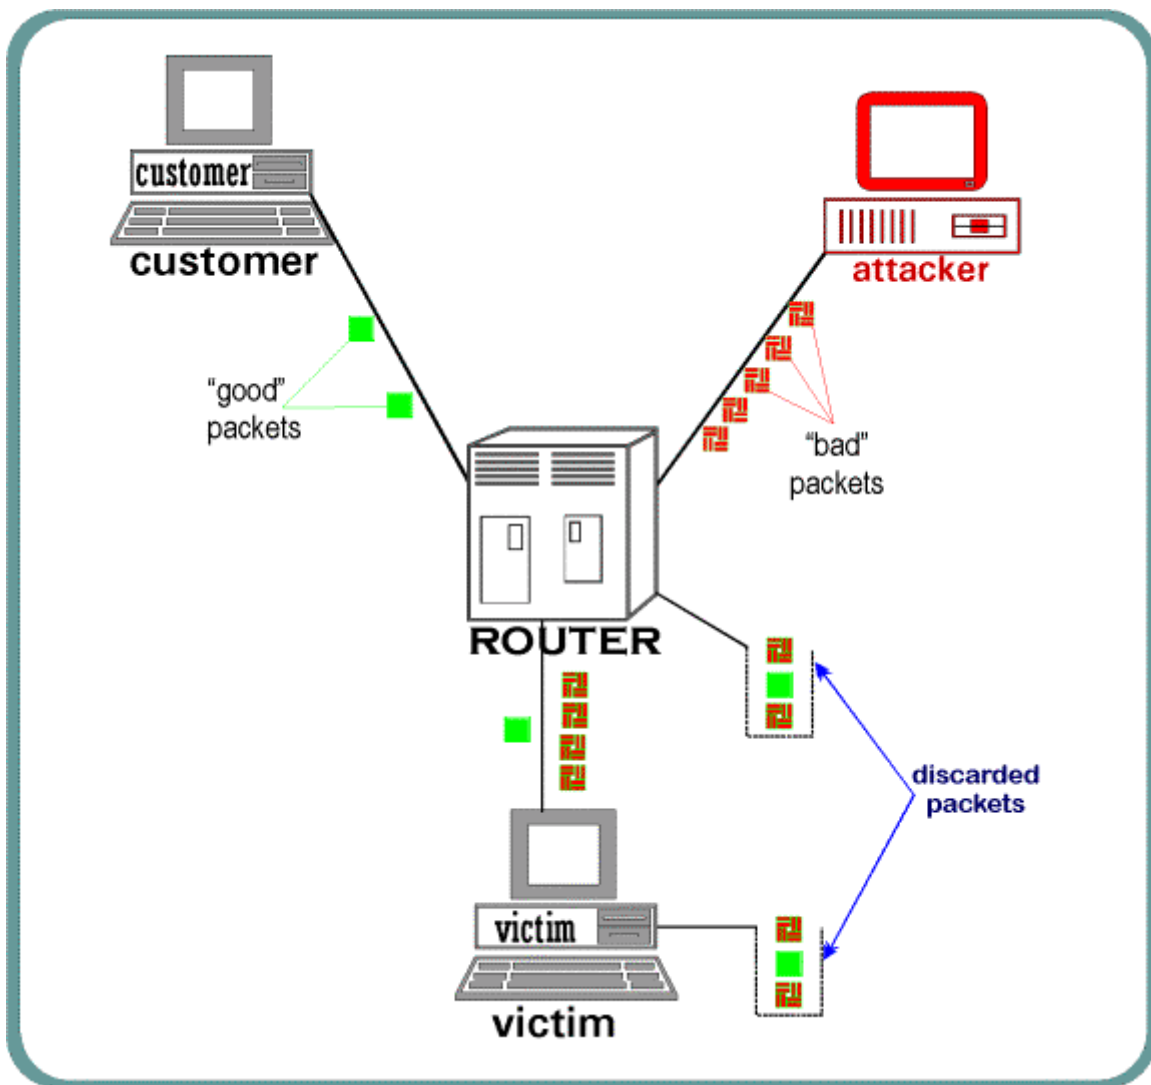 customer
customer
attacker
“good”
packets
“bad”
packets
ROUTER
discarded
packets
victim
victim